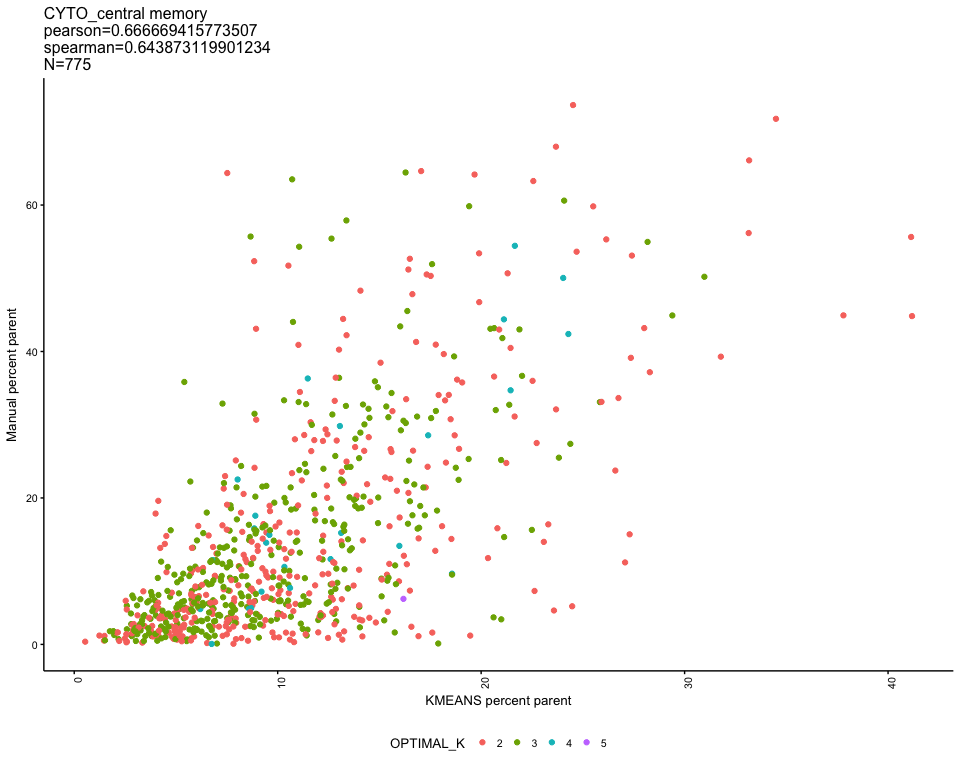 CYTO_central memory
pearson=0.666669415773507
spearman=0.643873119901234
N=775
Manual percent parent
60
40
20
0
0 10 20 30 40
KMEANS percent parent
OPTIMAL_K 2 3 4 5